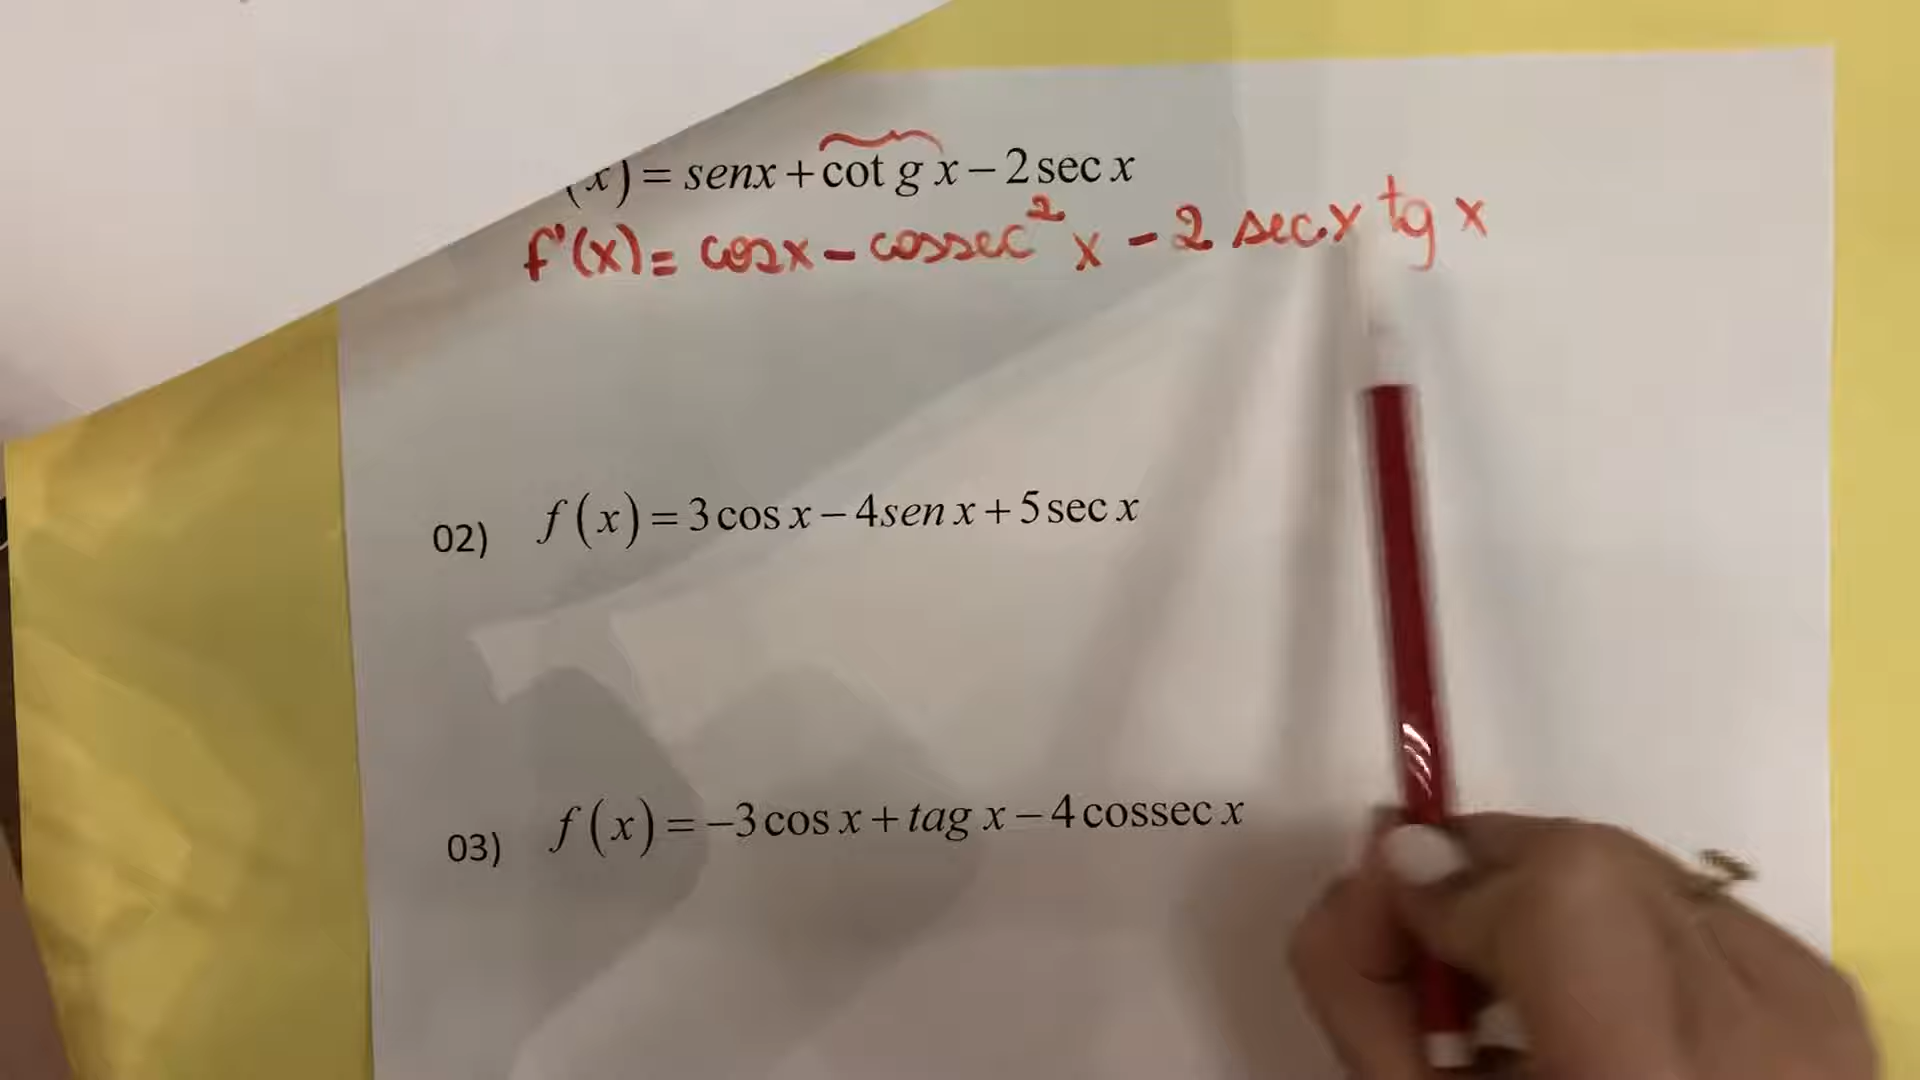 (x) = senx + cot g x − 2 sec x
f'(x) = cosx − cossec² x − 2 sec x tg x
02) f(x) = 3 cos x − 4sen x + 5 sec x
03) f(x) = −3 cos x + tag x − 4 cossec x